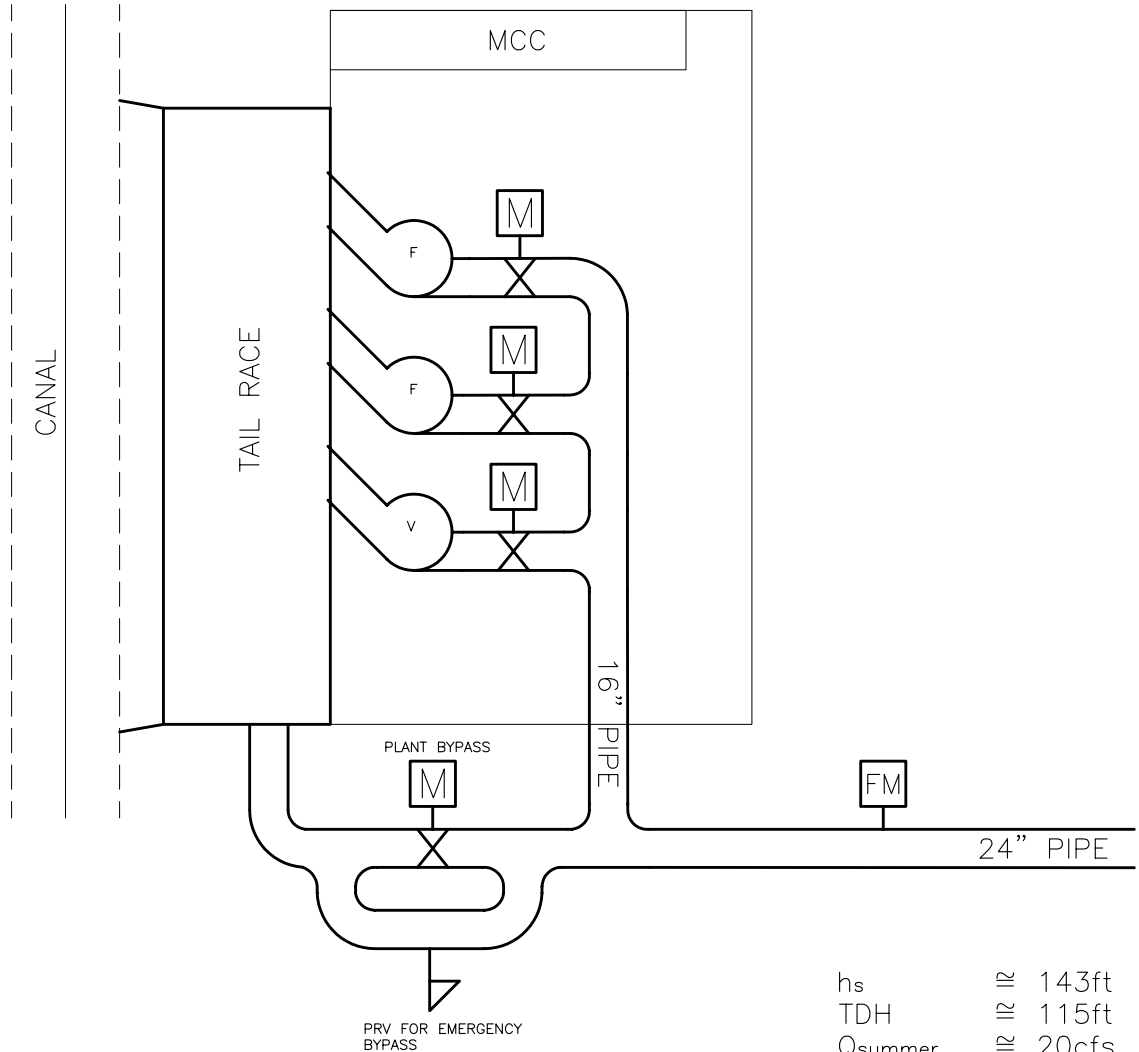 MCC
M
F
M
F
M
V
CANAL
TAIL RACE
16” PIPE
PLANT BYPASS
M
FM
24” PIPE
PRV FOR EMERGENCY
BYPASS
hs ≅ 143ft
TDH ≅ 115ft
Qsummer ≅ 20cfs